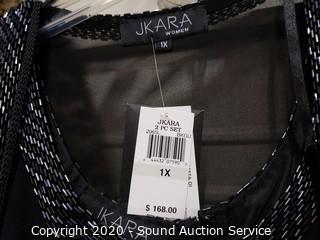 JKARA
WOMEN
1X
JKARA
2 PC SET
1X
$ 168.00
JKARA
Copyright 2020 - Sound Auction Service